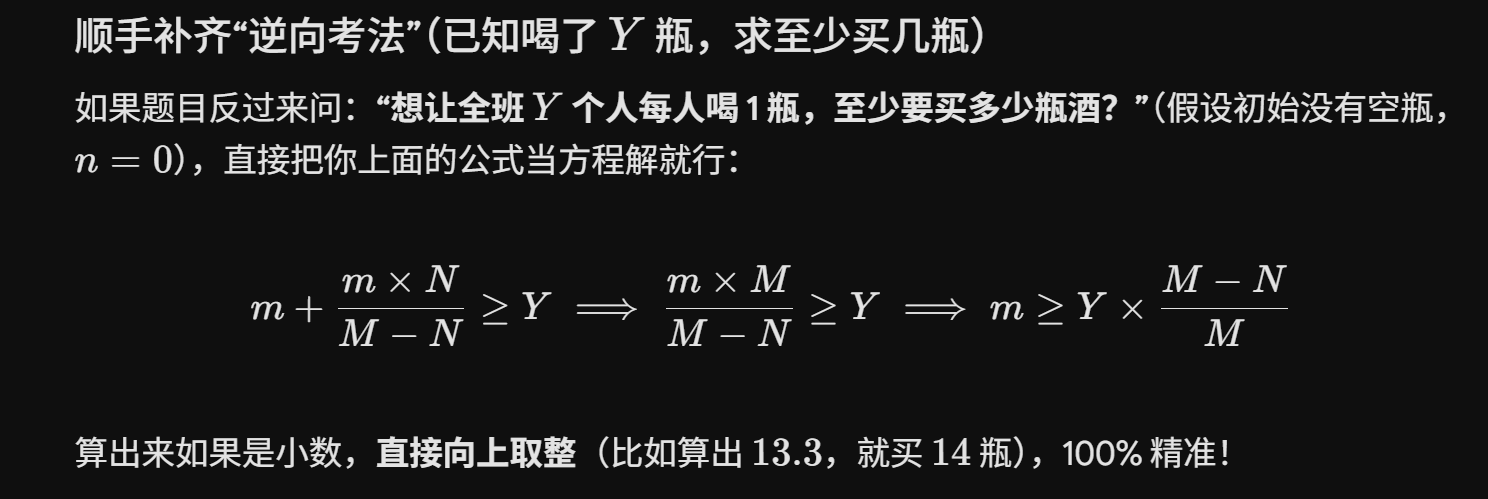 顺手补齐“逆向考法”（已知喝了 Y 瓶，求至少买几瓶）
如果题目反过来问：“想让全班 Y 个人每人喝 1 瓶，至少要买多少瓶酒？”（假设初始没有空瓶，
n = 0），直接把你上面的公式当方程解就行：
m + \frac{m × N}{M − N} ≥ Y ⟹ \frac{m × M}{M − N} ≥ Y ⟹ m ≥ Y × \frac{M − N}{M}
算出来如果是小数，直接向上取整（比如算出 13.3，就买 14 瓶），100% 精准！